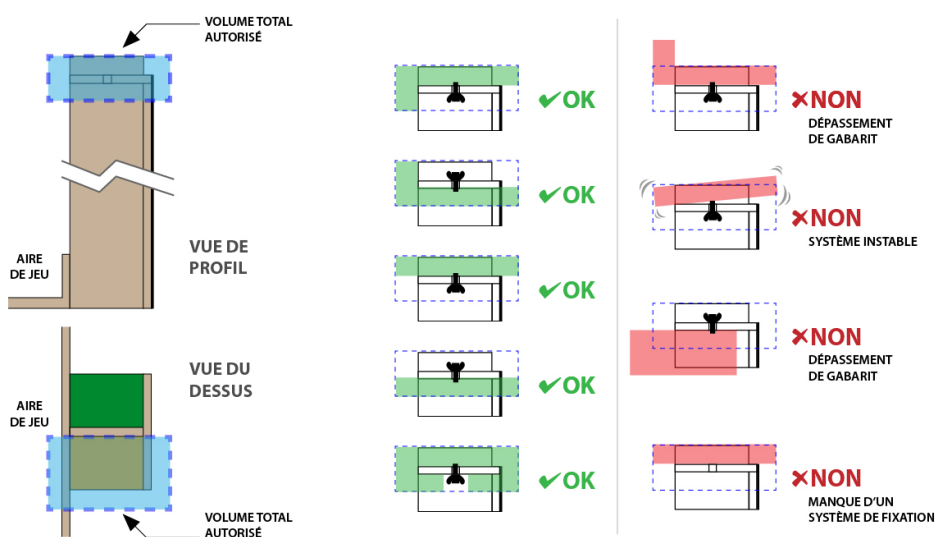 VOLUME TOTAL
AUTORISÉ
AIRE
DE JEU
VUE DE
PROFIL
VUE DU
DESSUS
AIRE
DE JEU
VOLUME TOTAL
AUTORISÉ
OK
OK
OK
OK
OK
NON
DÉPASSEMENT
DE GABARIT
NON
SYSTÈME INSTABLE
NON
DÉPASSEMENT
DE GABARIT
NON
MANQUE D'UN
SYSTÈME DE FIXATION